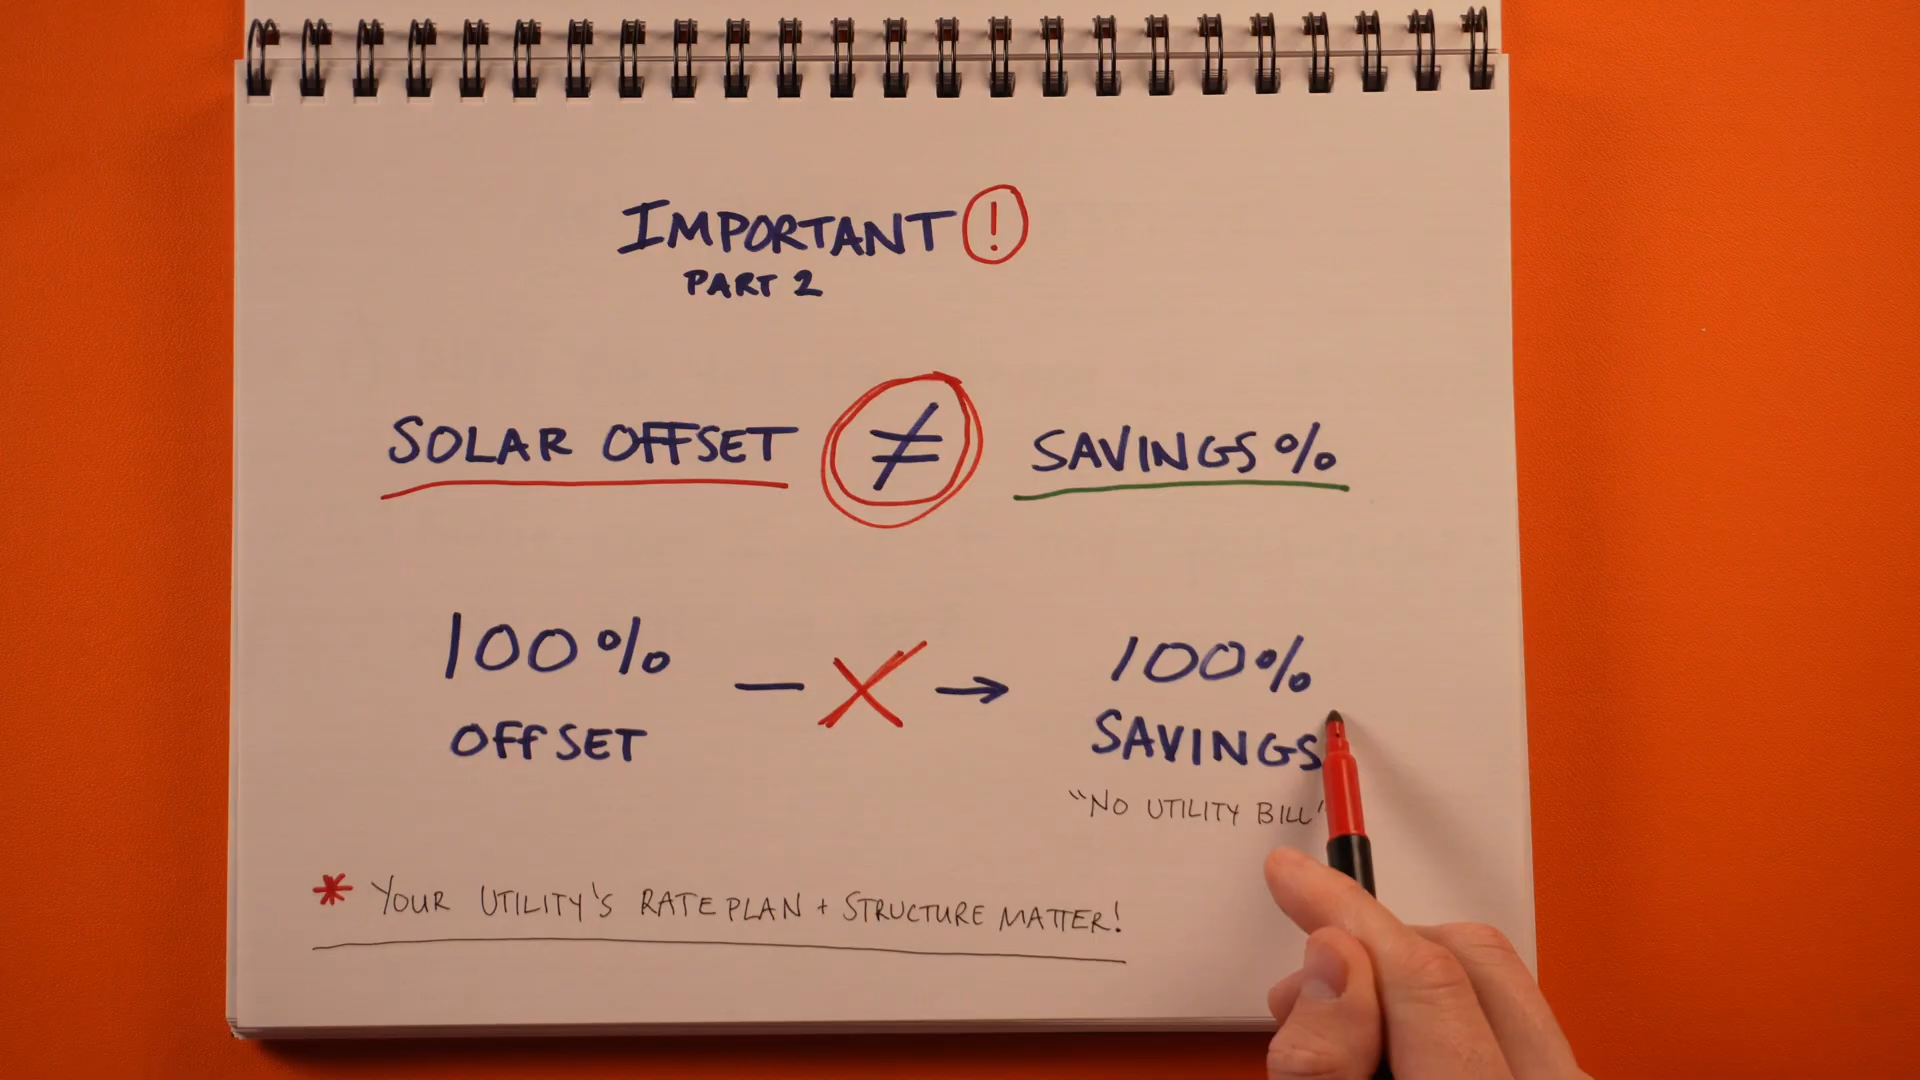 IMPORTANT !
PART 2
SOLAR OFFSET ≠ SAVINGS %
100% — X → 100%
OFFSET SAVINGS
"NO UTILITY BILL"
* YOUR UTILITY'S RATE PLAN + STRUCTURE MATTER!